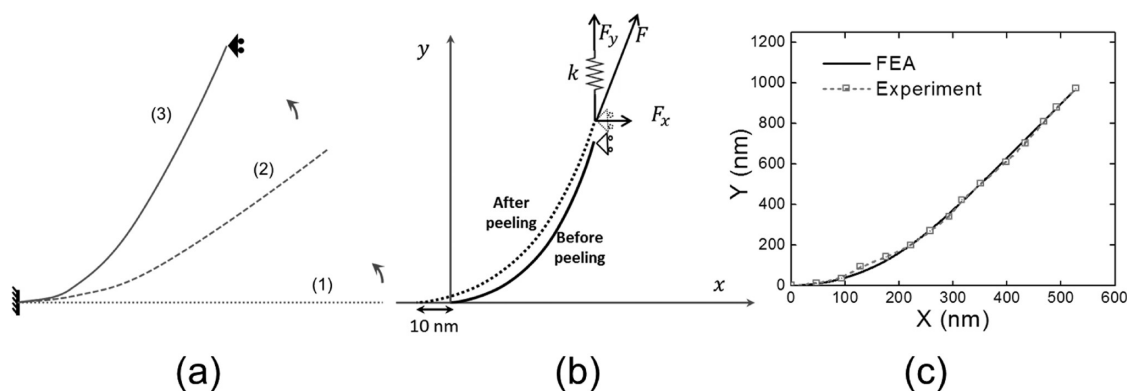 (3)
(2)
(1)
(a)
y
F_y
F
k
F_x
After
peeling
Before
peeling
x
10 nm
(b)
1200
1000
800
600
400
200
0
Y (nm)
FEA
Experiment
0 100 200 300 400 500 600
X (nm)
(c)